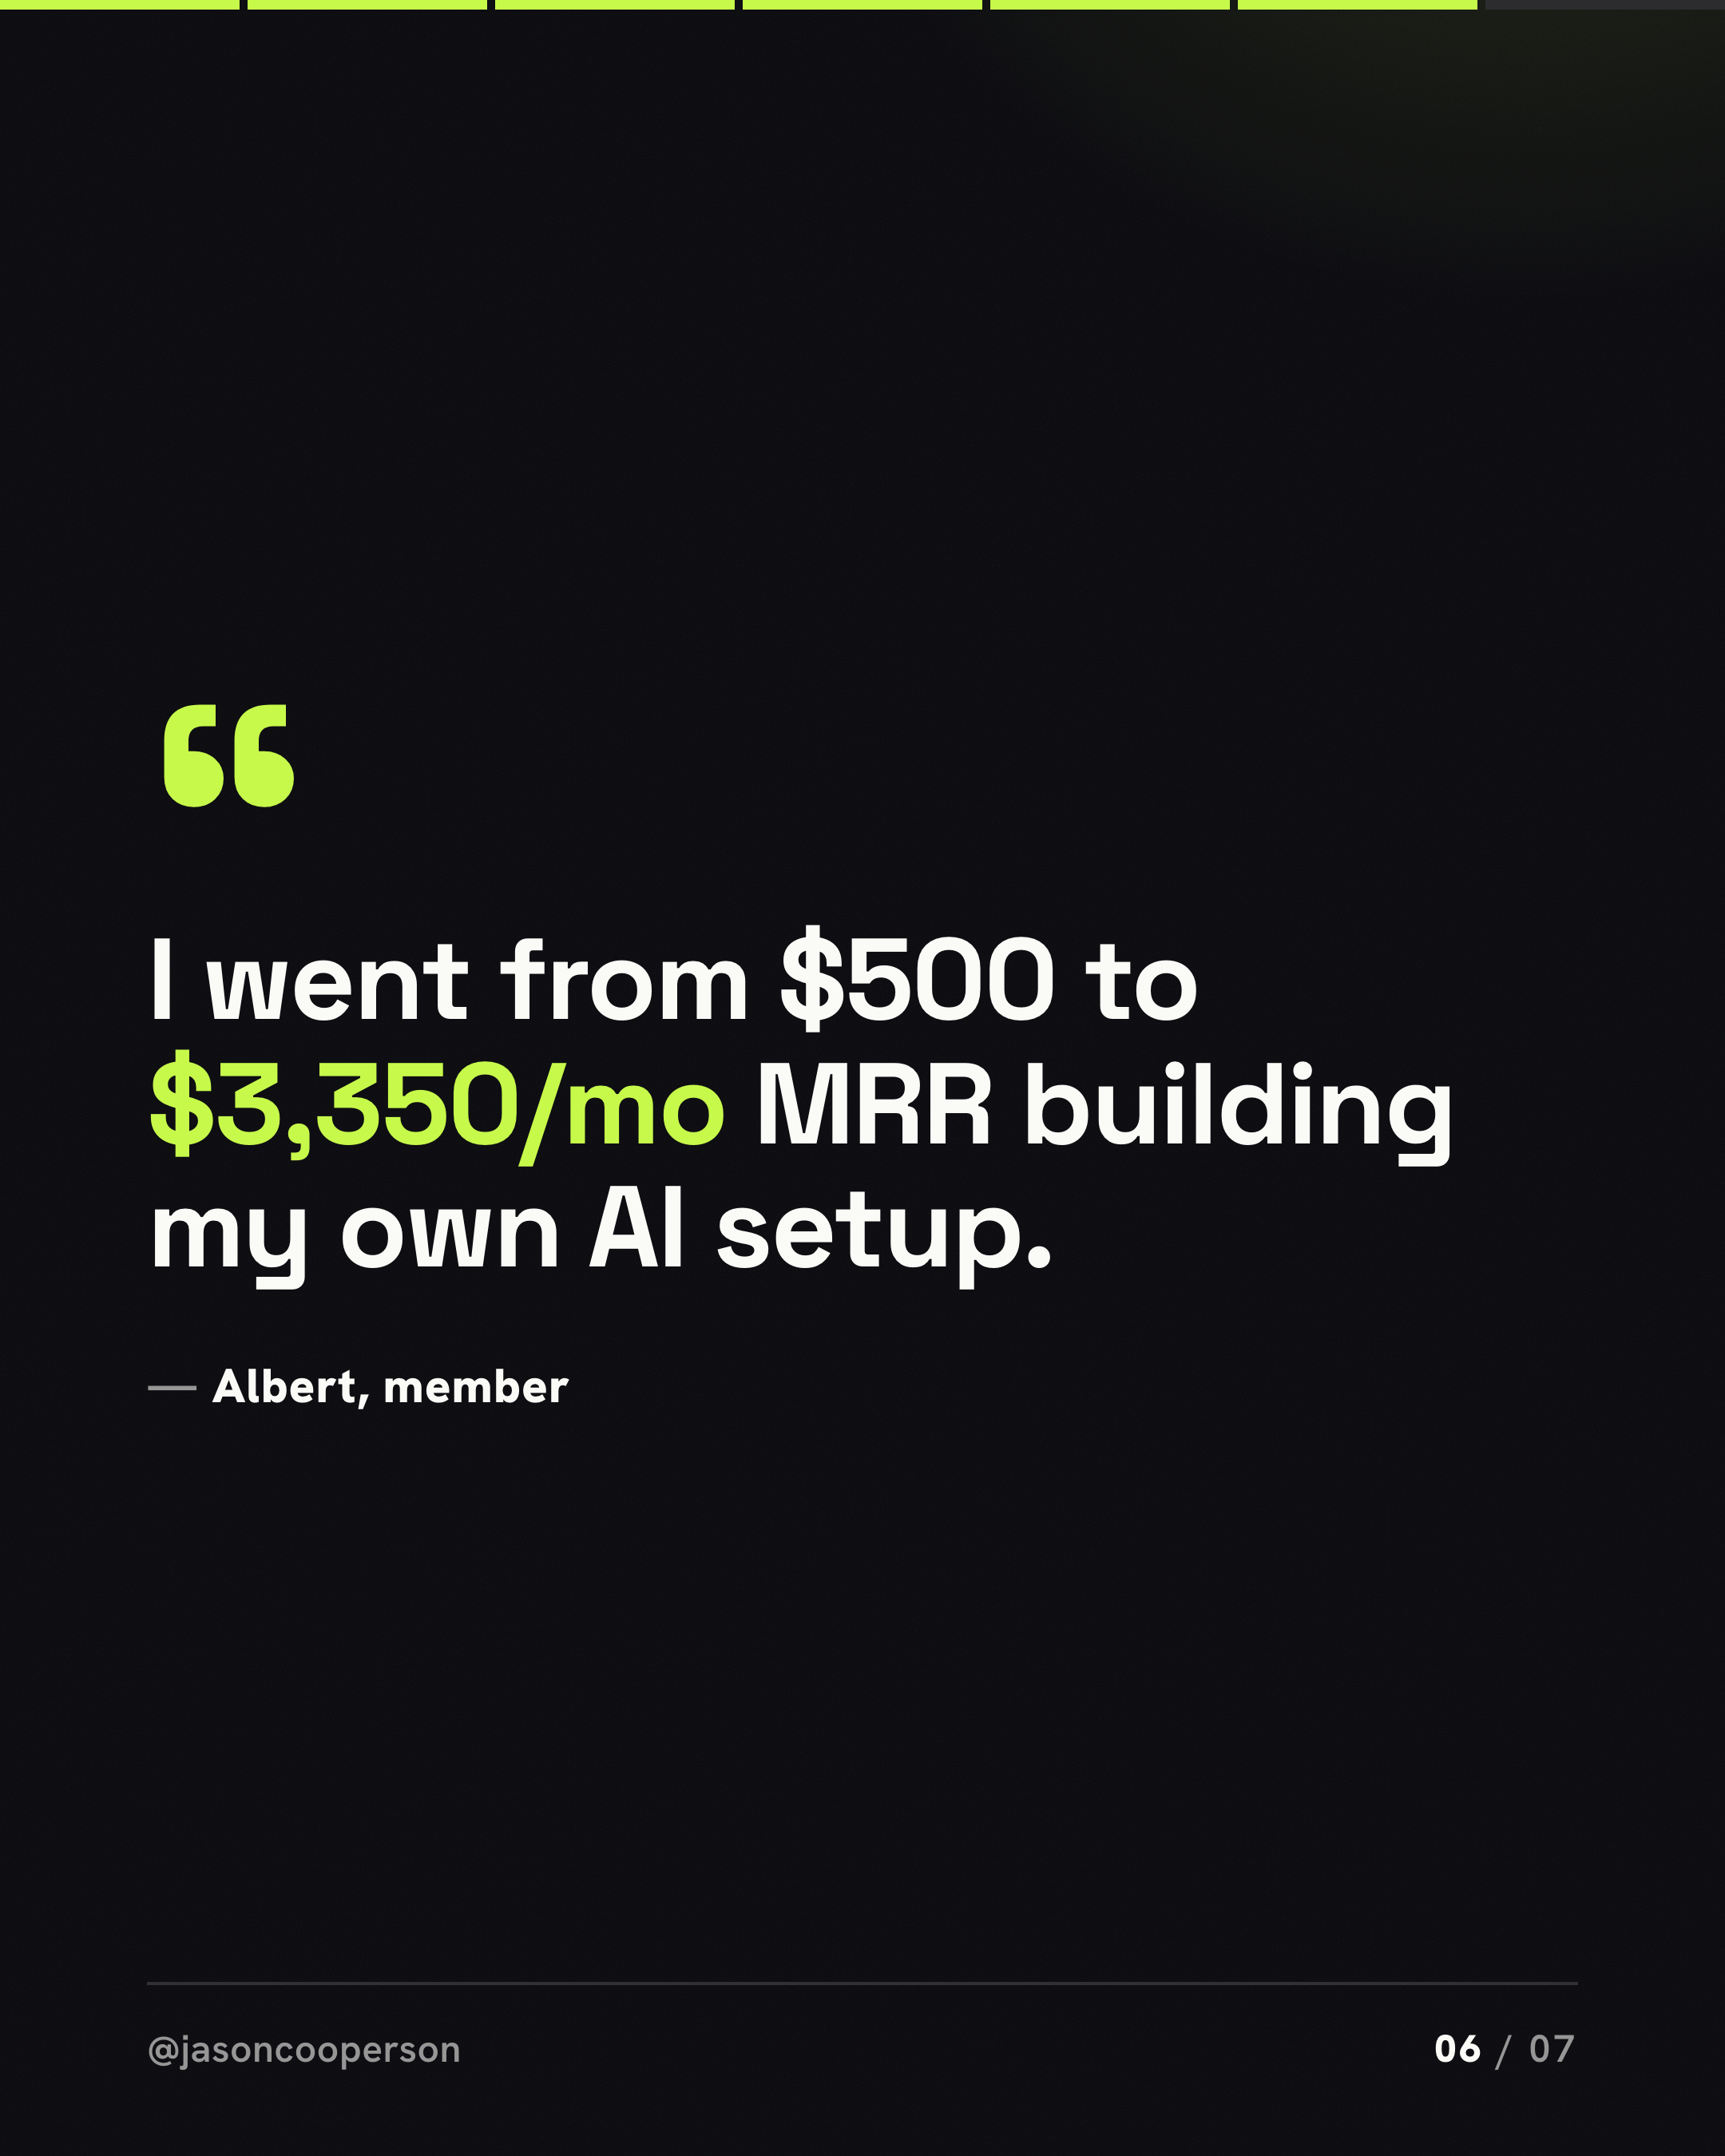 “
I went from $500 to
$3,350/mo MRR building
my own AI setup.
— Albert, member
@jasoncooperson
06 / 07